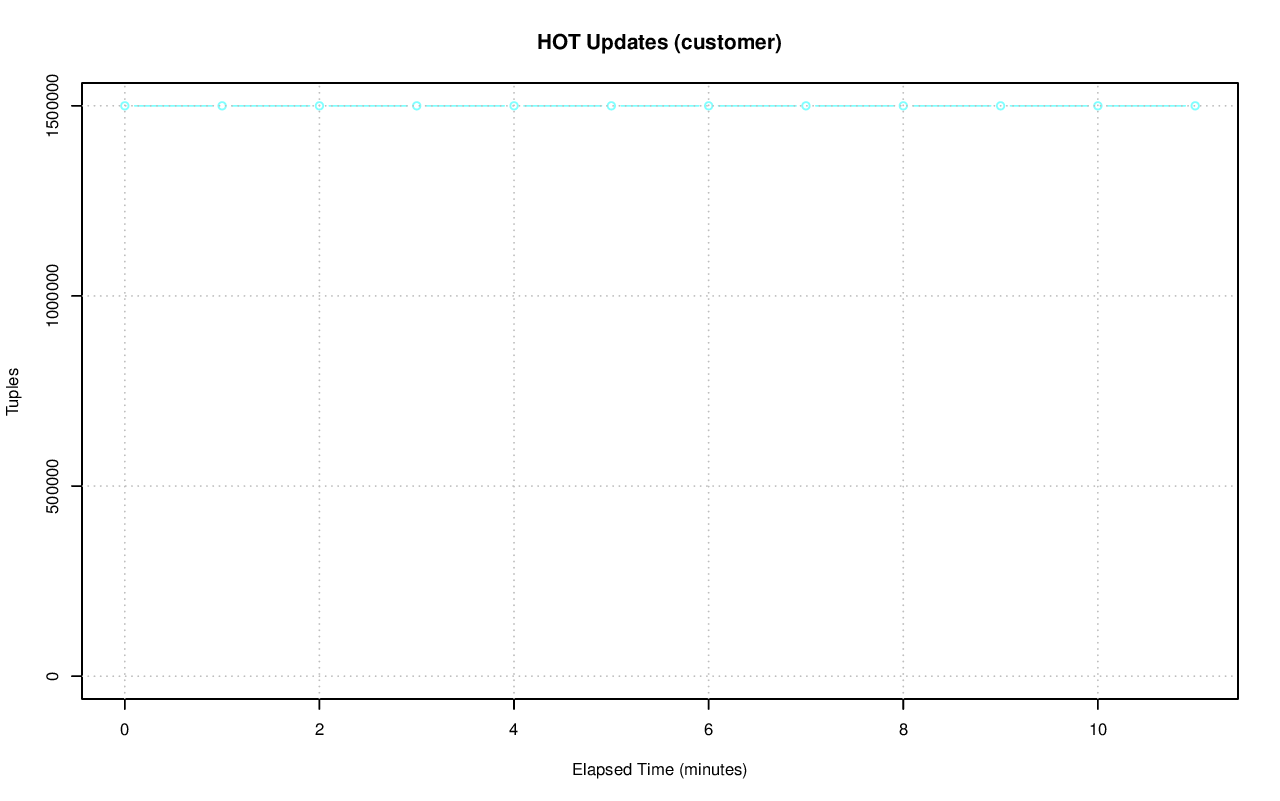 HOT Updates (customer)
1500000
1000000
500000
0
Tuples
0 2 4 6 8 10
Elapsed Time (minutes)